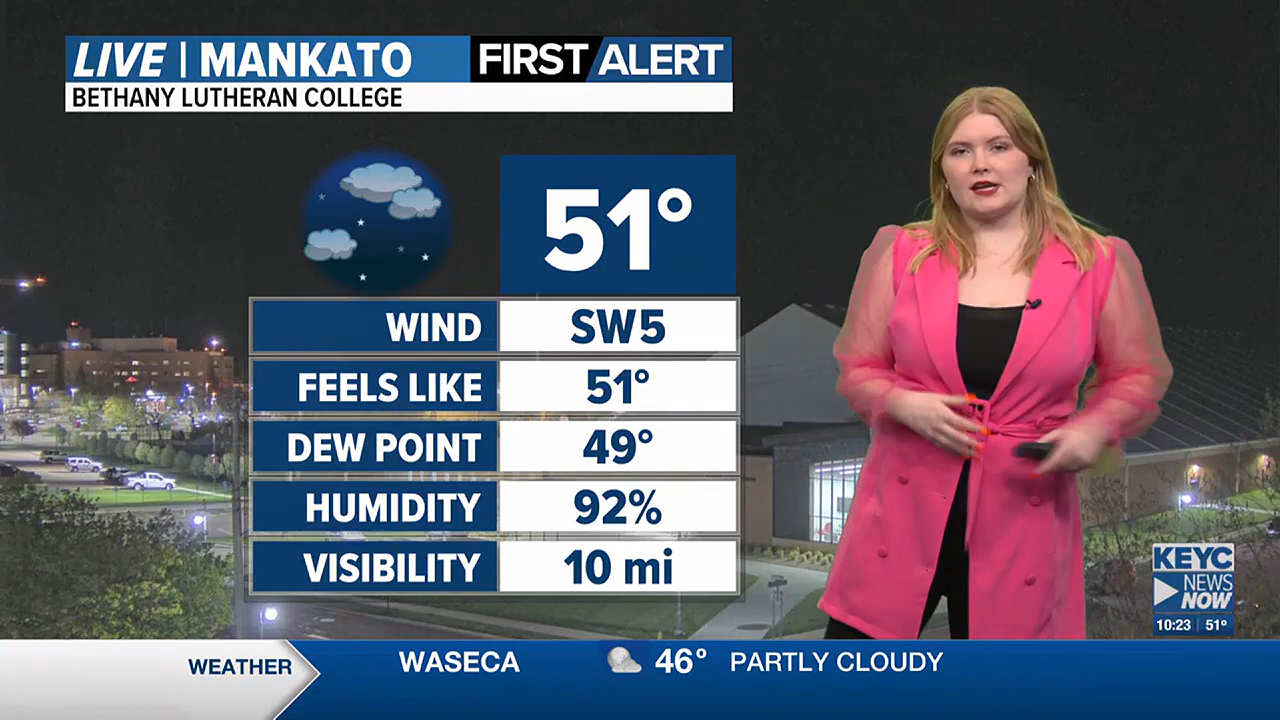 LIVE | MANKATO FIRST ALERT
BETHANY LUTHERAN COLLEGE
51°
WIND SW5
FEELS LIKE 51°
DEW POINT 49°
HUMIDITY 92%
VISIBILITY 10 mi
KEYC
NEWS
NOW
10:23 51°
WEATHER WASECA 46° PARTLY CLOUDY